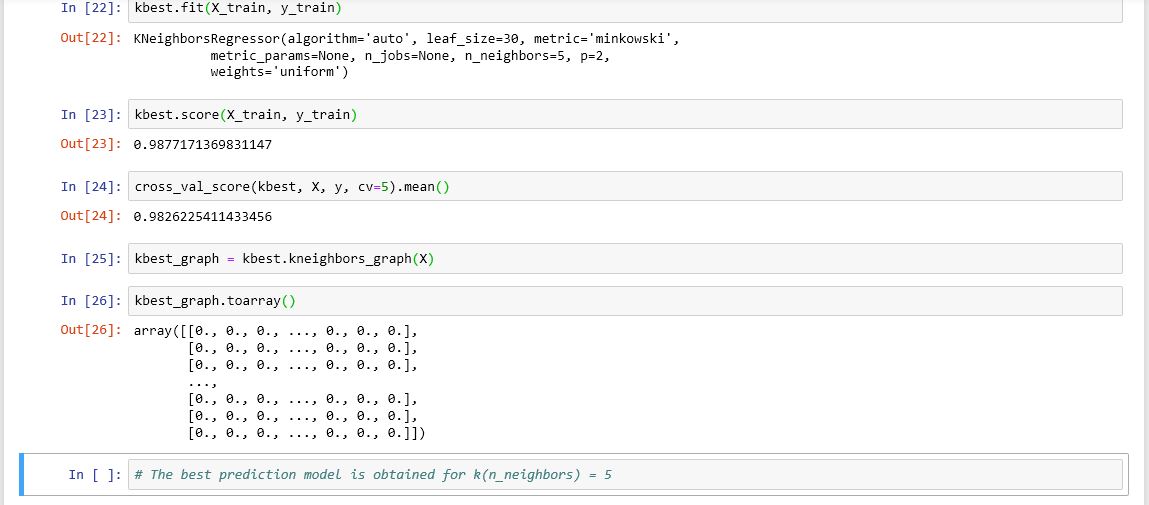 In [22]: kbest.fit(X_train, y_train)
Out[22]: KNeighborsRegressor(algorithm='auto', leaf_size=30, metric='minkowski',
metric_params=None, n_jobs=None, n_neighbors=5, p=2,
weights='uniform')
In [23]: kbest.score(X_train, y_train)
Out[23]: 0.9877171369831147
In [24]: cross_val_score(kbest, X, y, cv=5).mean()
Out[24]: 0.9826225411433456
In [25]: kbest_graph = kbest.kneighbors_graph(X)
In [26]: kbest_graph.toarray()
Out[26]: array([[0., 0., 0., ..., 0., 0., 0.],
[0., 0., 0., ..., 0., 0., 0.],
[0., 0., 0., ..., 0., 0., 0.],
...,
[0., 0., 0., ..., 0., 0., 0.],
[0., 0., 0., ..., 0., 0., 0.],
[0., 0., 0., ..., 0., 0., 0.]])
In [ ]: # The best prediction model is obtained for k(n_neighbors) = 5